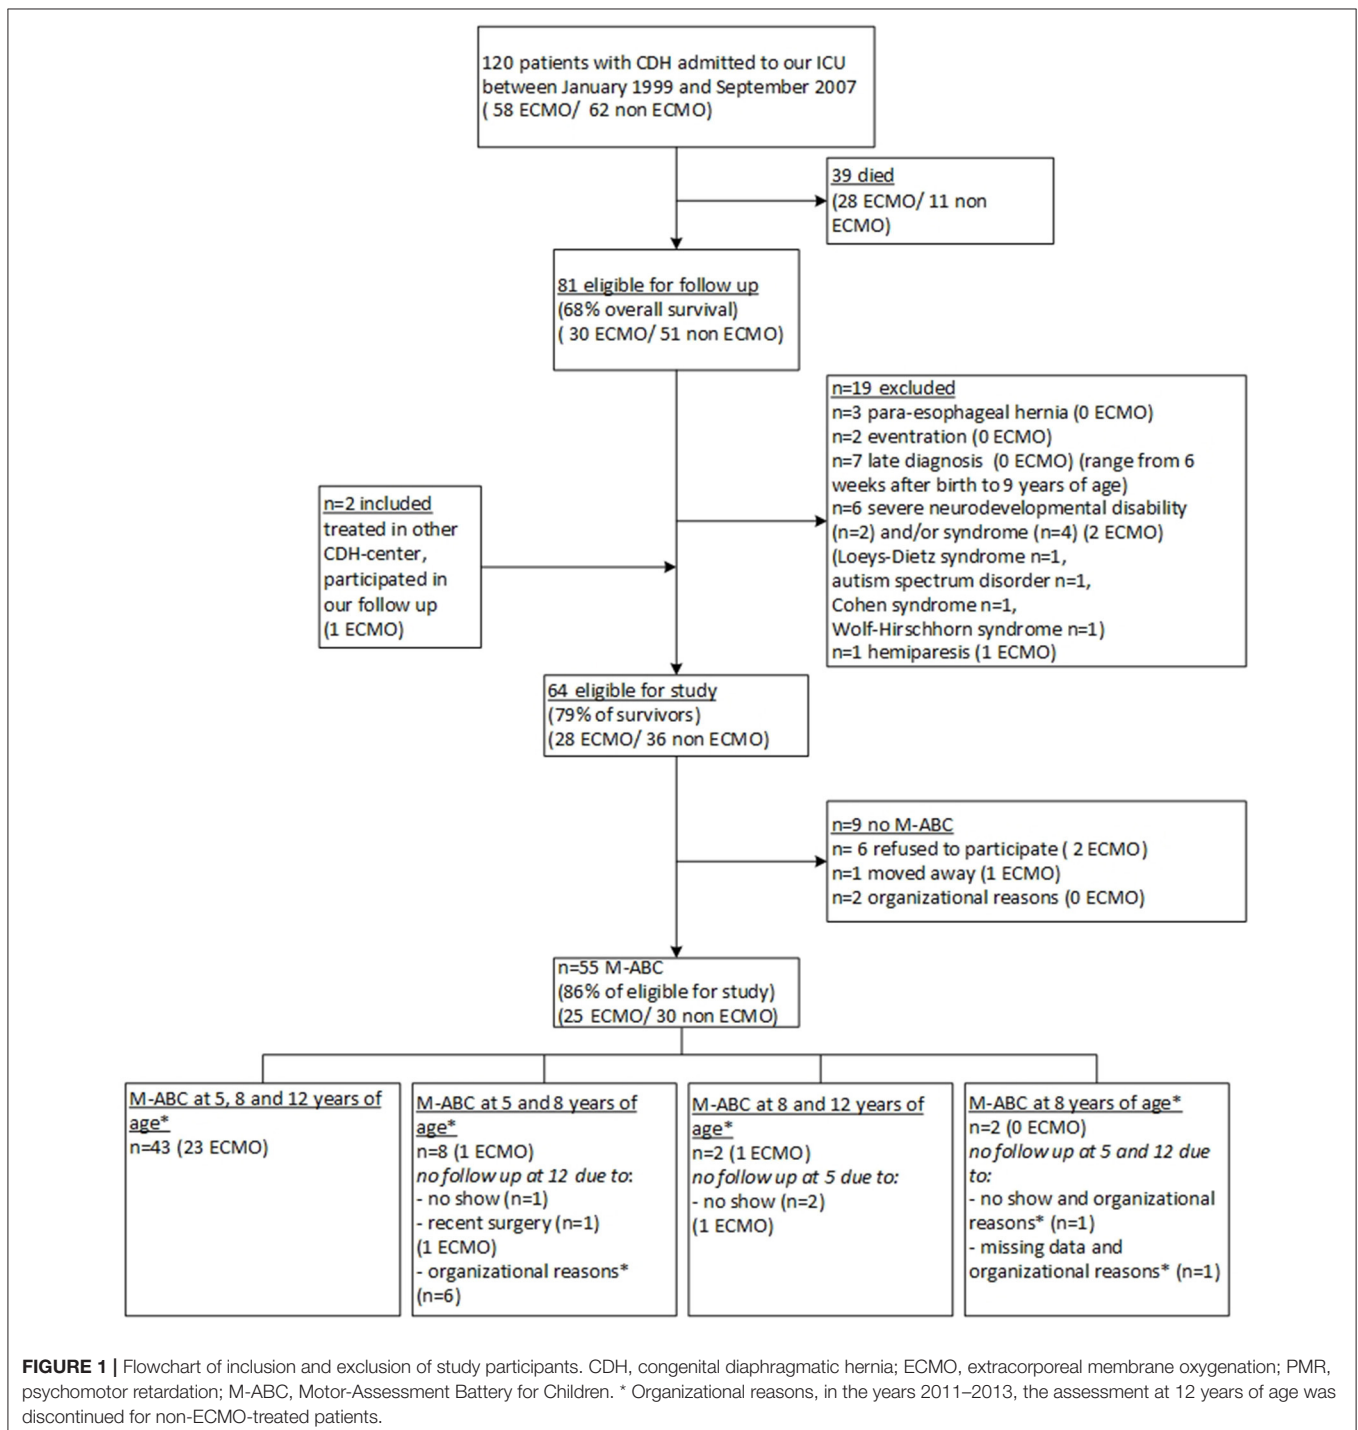 120 patients with CDH admitted to our ICU
between January 1999 and September 2007
( 58 ECMO/ 62 non ECMO)
39 died
(28 ECMO/ 11 non
ECMO)
81 eligible for follow up
(68% overall survival)
( 30 ECMO/ 51 non ECMO)
n=19 excluded
n=3 para-esophageal hernia (0 ECMO)
n=2 eventration (0 ECMO)
n=7 late diagnosis (0 ECMO) (range from 6
weeks after birth to 9 years of age)
n=6 severe neurodevelopmental disability
(n=2) and/or syndrome (n=4) (2 ECMO)
(Loeys-Dietz syndrome n=1,
autism spectrum disorder n=1,
Cohen syndrome n=1,
Wolf-Hirschhorn syndrome n=1)
n=1 hemiparesis (1 ECMO)
n=2 included
treated in other
CDH-center,
participated in
our follow up
(1 ECMO)
64 eligible for study
(79% of survivors)
(28 ECMO/ 36 non ECMO)
n=9 no M-ABC
n= 6 refused to participate ( 2 ECMO)
n=1 moved away (1 ECMO)
n=2 organizational reasons (0 ECMO)
n=55 M-ABC
(86% of eligible for study)
(25 ECMO/ 30 non ECMO)
M-ABC at 5, 8 and 12 years of
age*
n=43 (23 ECMO)
M-ABC at 5 and 8 years of
age*
n=8 (1 ECMO)
no follow up at 12 due to:
- no show (n=1)
- recent surgery (n=1)
(1 ECMO)
- organizational reasons*
(n=6)
M-ABC at 8 and 12 years of
age*
n=2 (1 ECMO)
no follow up at 5 due to:
- no show (n=2)
(1 ECMO)
M-ABC at 8 years of age*
n=2 (0 ECMO)
no follow up at 5 and 12 due
to:
- no show and organizational
reasons* (n=1)
- missing data and
organizational reasons* (n=1)
FIGURE 1 | Flowchart of inclusion and exclusion of study participants. CDH, congenital diaphragmatic hernia; ECMO, extracorporeal membrane oxygenation; PMR,
psychomotor retardation; M-ABC, Motor-Assessment Battery for Children. * Organizational reasons, in the years 2011–2013, the assessment at 12 years of age was
discontinued for non-ECMO-treated patients.